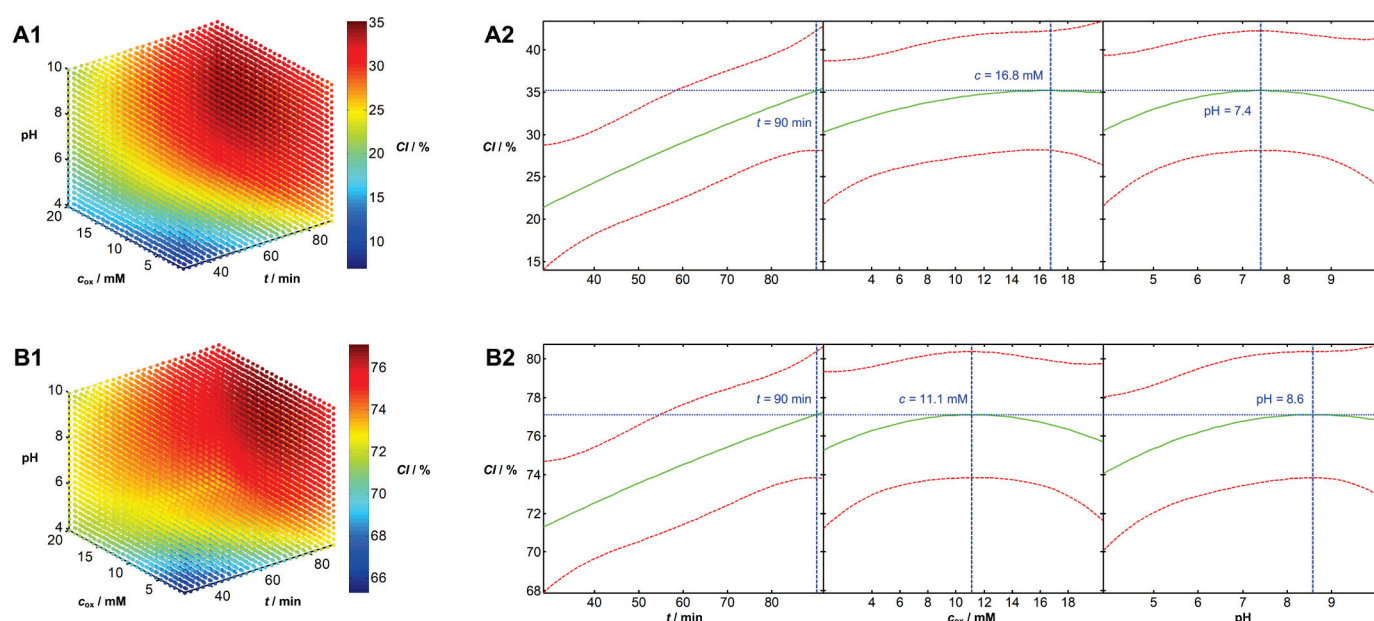 A1
10
8
pH
6
4
20
15
10
5
c_ox / mM
40
60
80
t / min
35
30
25
20
15
10
CI / %
A2
40
35
30
25
20
15
CI / %
t = 90 min
c = 16.8 mM
pH = 7.4
40 50 60 70 80
4 6 8 10 12 14 16 18
5 6 7 8 9
B1
10
8
pH
6
4
20
15
10
5
c_ox / mM
40
60
80
t / min
76
74
72
70
68
66
CI / %
B2
80
78
76
74
72
70
68
CI / %
t = 90 min
c = 11.1 mM
pH = 8.6
40 50 60 70 80
4 6 8 10 12 14 16 18
5 6 7 8 9
t / min
c_ox / mM
pH